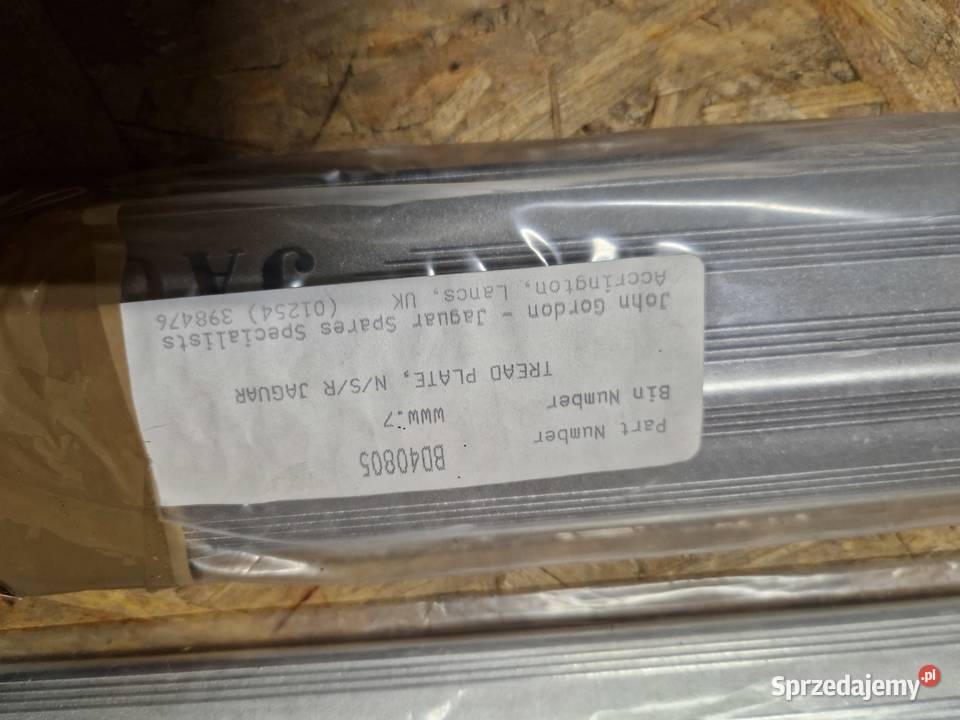 Part Number BD40805
Bin Number www.7
TREAD PLATE, N/S/R JAGUAR
John Gordon - Jaguar Spares Specialists
Accrington, Lancs, UK (01254) 398476
JA
Sprzedajemy.pl